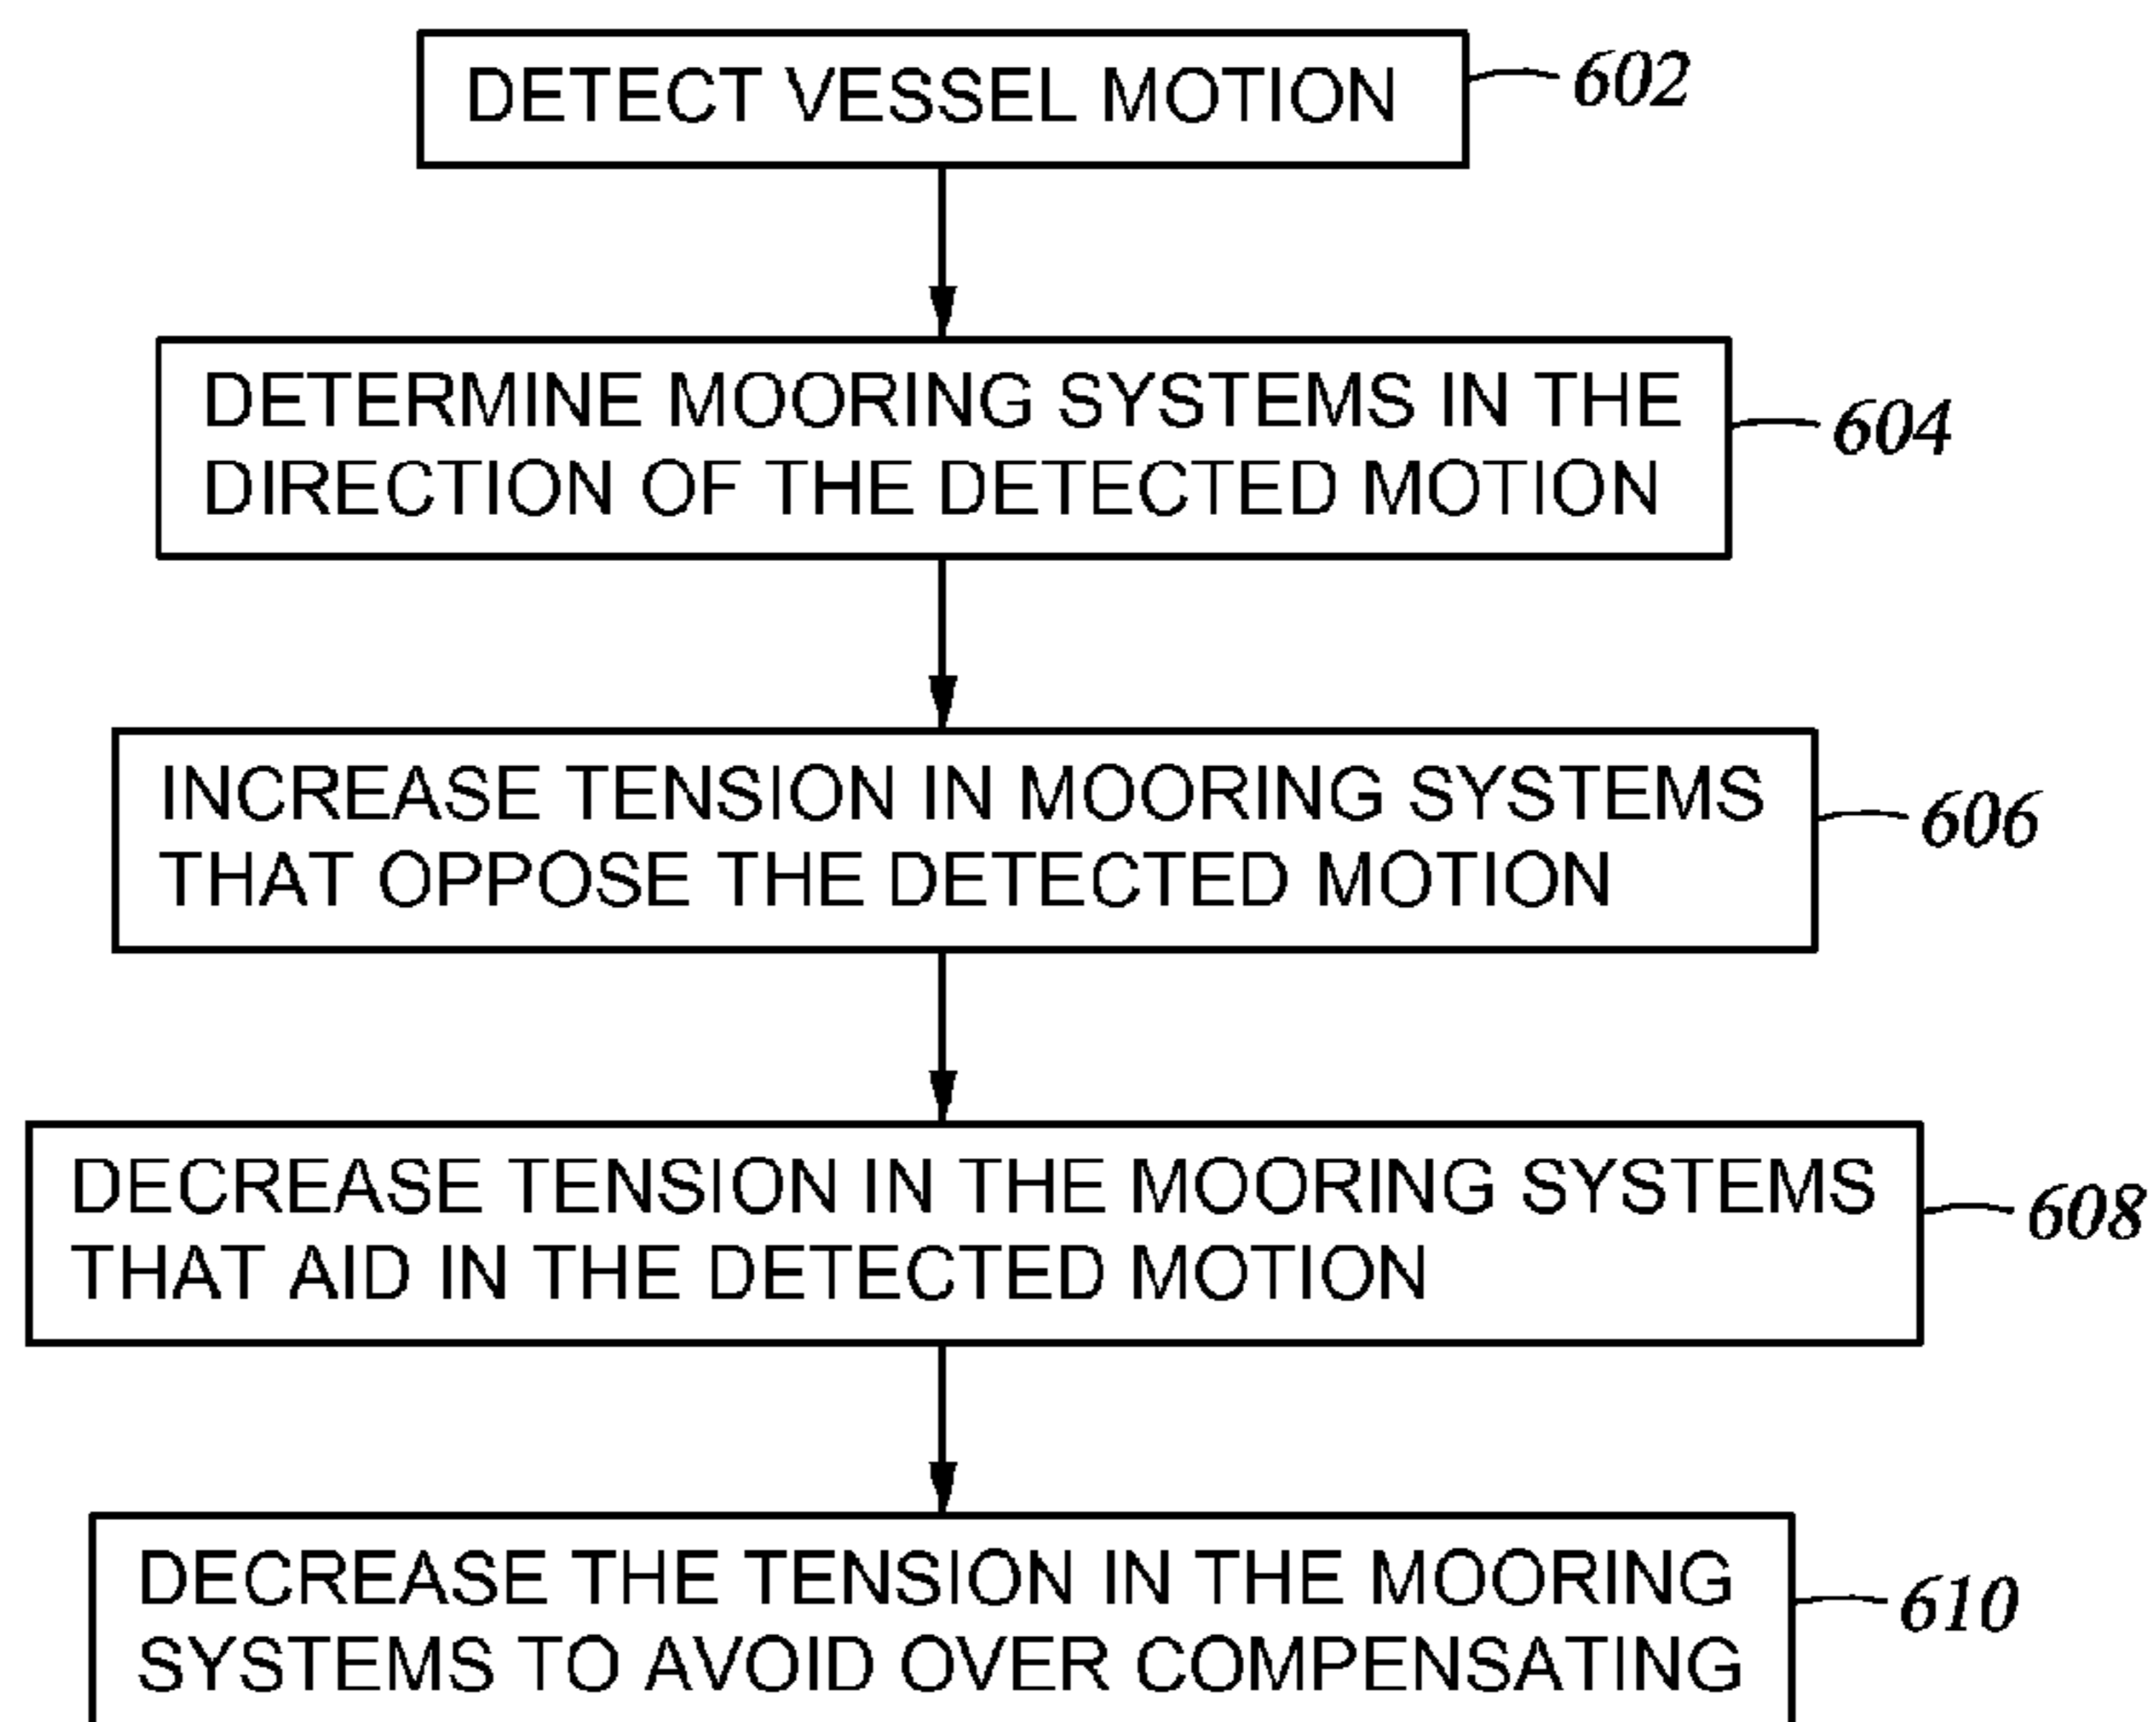 DETECT VESSEL MOTION
602
DETERMINE MOORING SYSTEMS IN THE
DIRECTION OF THE DETECTED MOTION
604
INCREASE TENSION IN MOORING SYSTEMS
THAT OPPOSE THE DETECTED MOTION
606
DECREASE TENSION IN THE MOORING SYSTEMS
THAT AID IN THE DETECTED MOTION
608
DECREASE THE TENSION IN THE MOORING
SYSTEMS TO AVOID OVER COMPENSATING
610